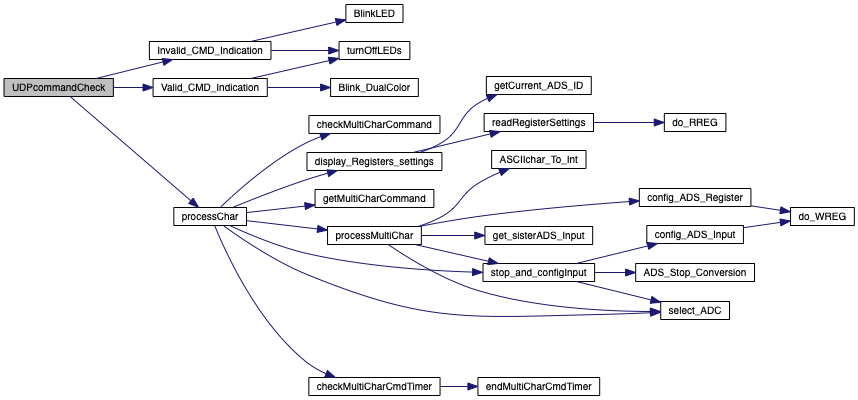 BlinkLED
Invalid_CMD_Indication
turnOffLEDs
UDPcommandCheck
Valid_CMD_Indication
Blink_DualColor
getCurrent_ADS_ID
checkMultiCharCommand
readRegisterSettings
do_RREG
display_Registers_settings
ASCIIchar_To_Int
getMultiCharCommand
config_ADS_Register
processChar
do_WREG
processMultiChar
get_sisterADS_Input
config_ADS_Input
stop_and_configInput
ADS_Stop_Conversion
select_ADC
checkMultiCharCmdTimer
endMultiCharCmdTimer